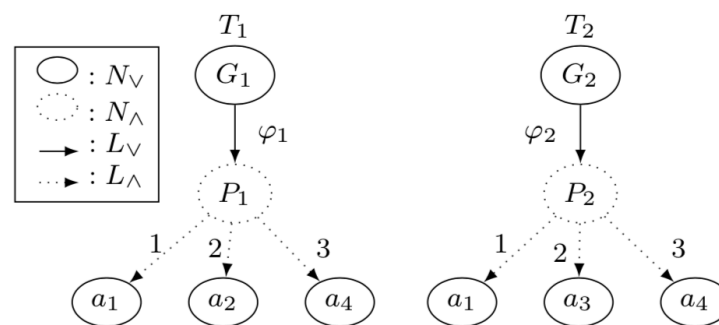 T₁ T₂
: N∨
: N∧
: L∨
: L∧
G₁ G₂
φ₁ φ₂
P₁ P₂
1 2 3 1 2 3
a₁ a₂ a₄ a₁ a₃ a₄